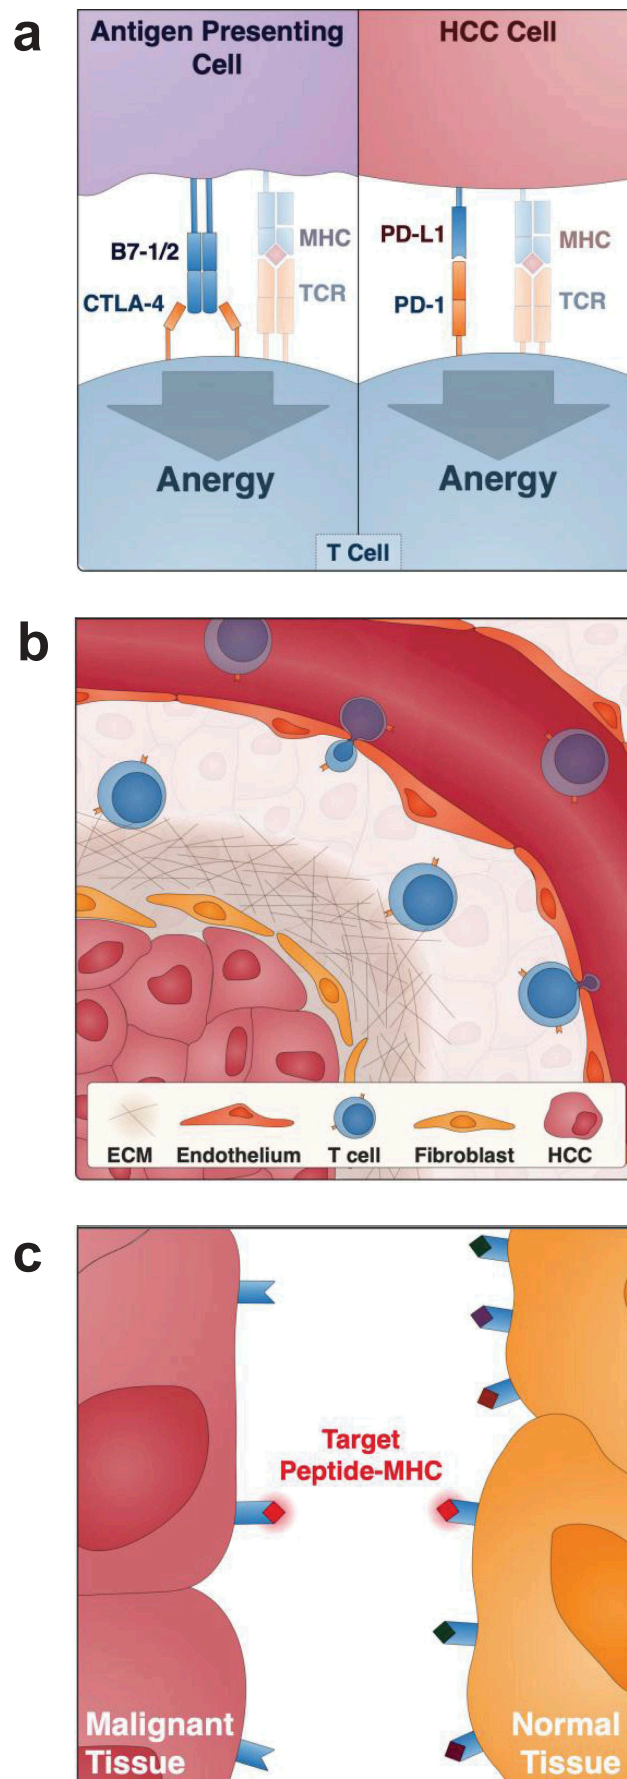 a
Antigen Presenting
Cell
HCC Cell
B7-1/2
CTLA-4
MHC
TCR
PD-L1
PD-1
MHC
TCR
Anergy
Anergy
T Cell
b
ECM
Endothelium
T cell
Fibroblast
HCC
c
Target
Peptide-MHC
Malignant
Tissue
Normal
Tissue